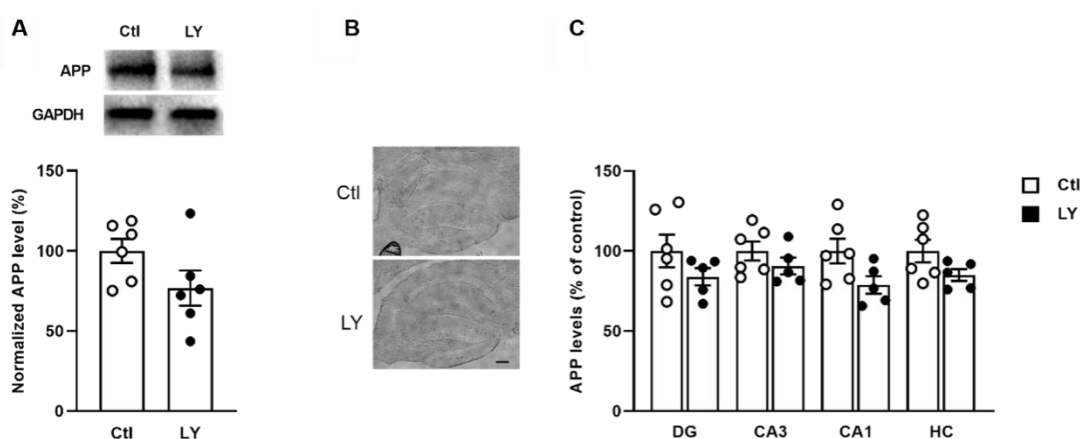 A
Ctl LY
APP
GAPDH
Normalized APP level (%)
150
100
50
0
Ctl LY
B
Ctl
LY
C
APP levels (% of control)
150
100
50
0
DG CA3 CA1 HC
Ctl
LY